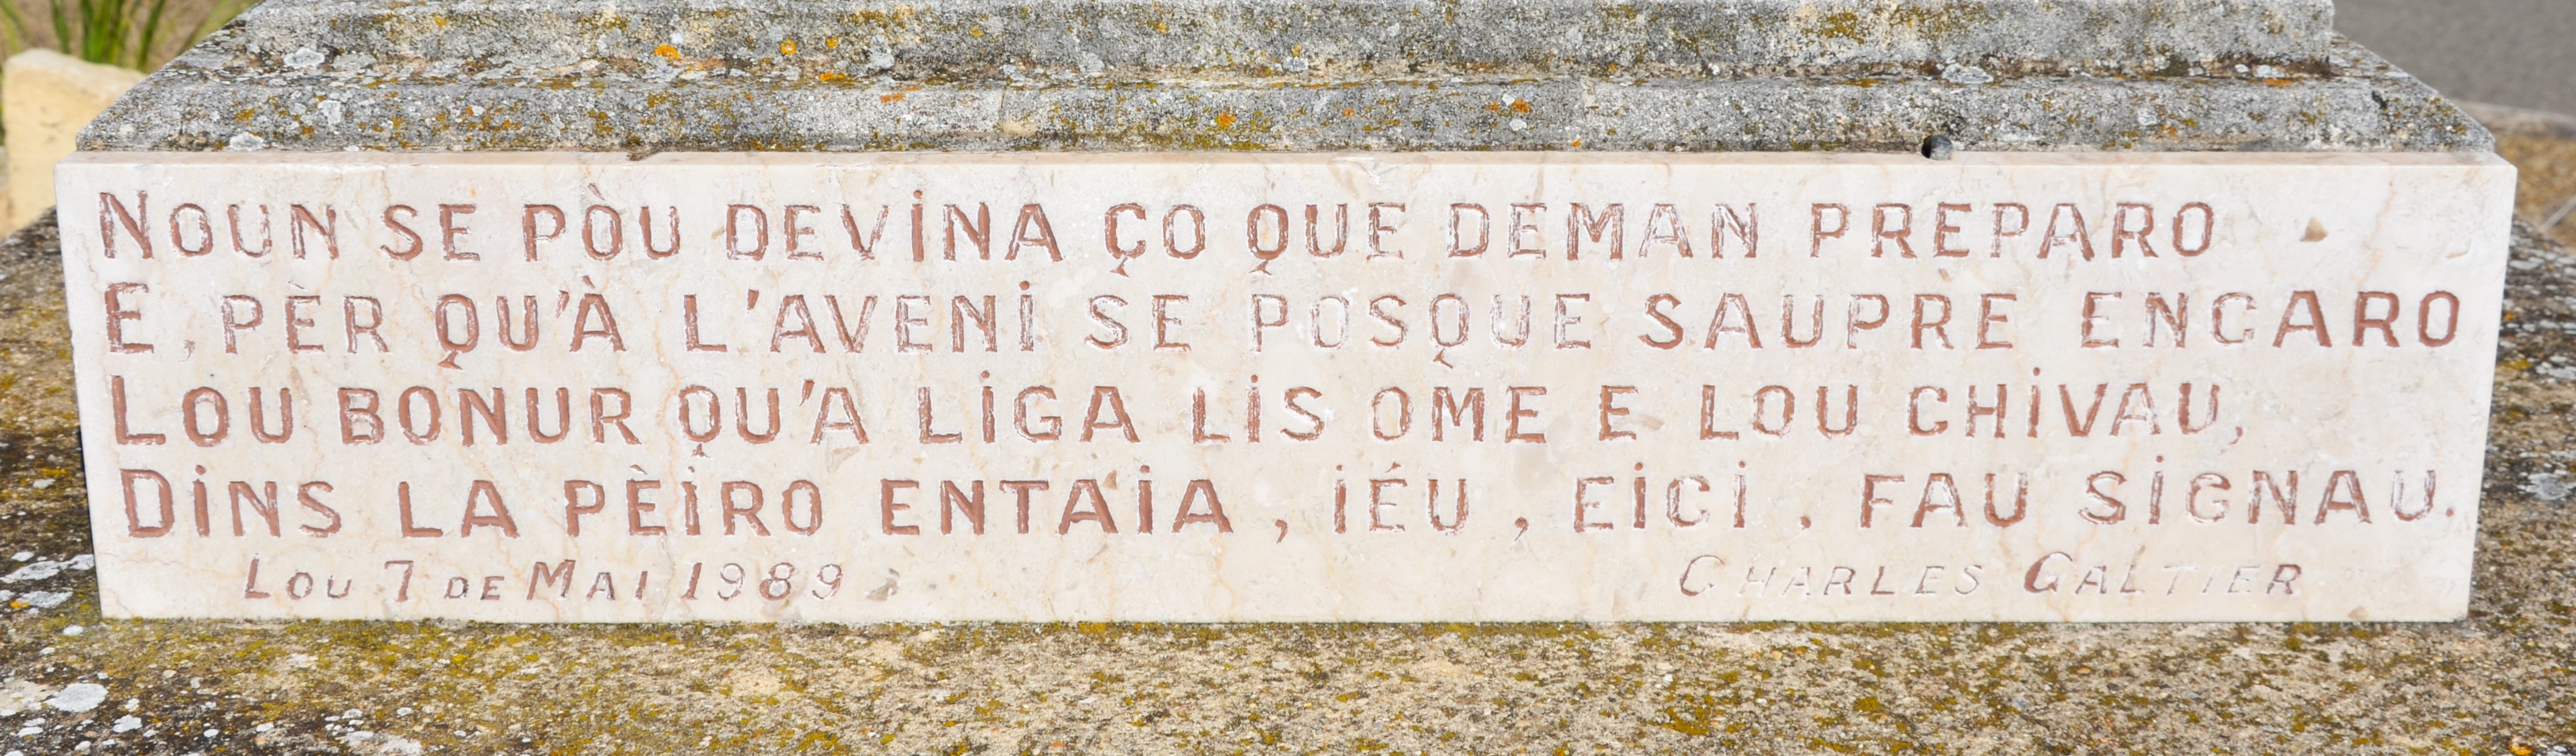 NOUN SE PÒU DEVINA ÇO QUE DEMAN PREPARO
E, PÈR QU'À L'AVENI SE POSQUE SAUPRE ENCARO
LOU BONUR QU'A LIGA LIS OME E LOU CHIVAU,
DINS LA PÈIRO ENTAIA, IÉU, EICI, FAU SIGNAU.
LOU 7 DE MAI 1989 CHARLES GALTIER